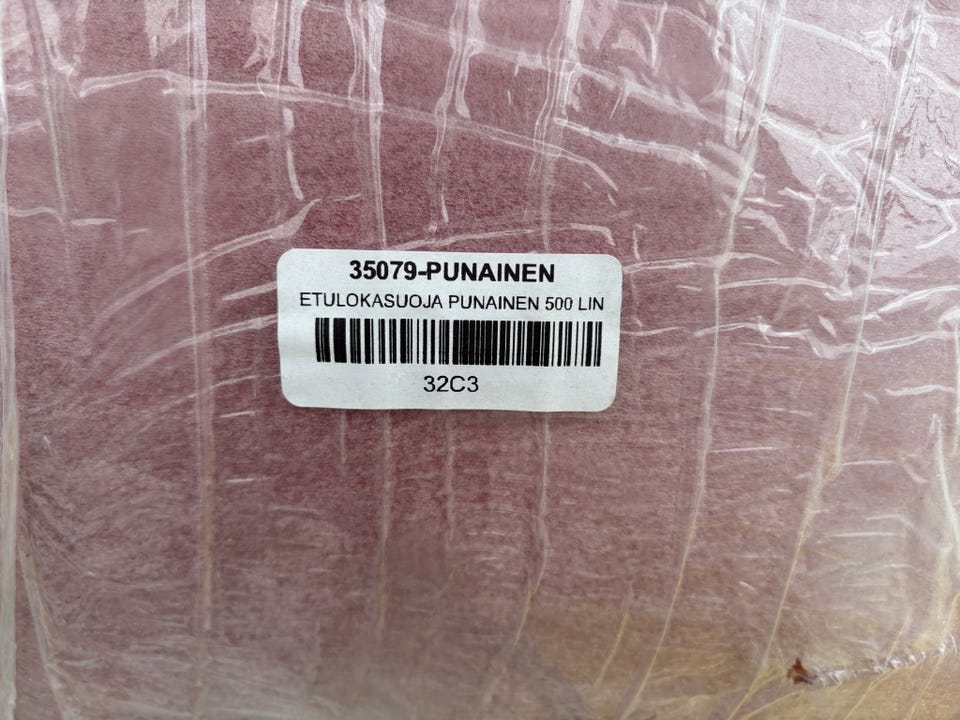 35079-PUNAINEN
ETULOKASUOJA PUNAINEN 500 LIN
32C3